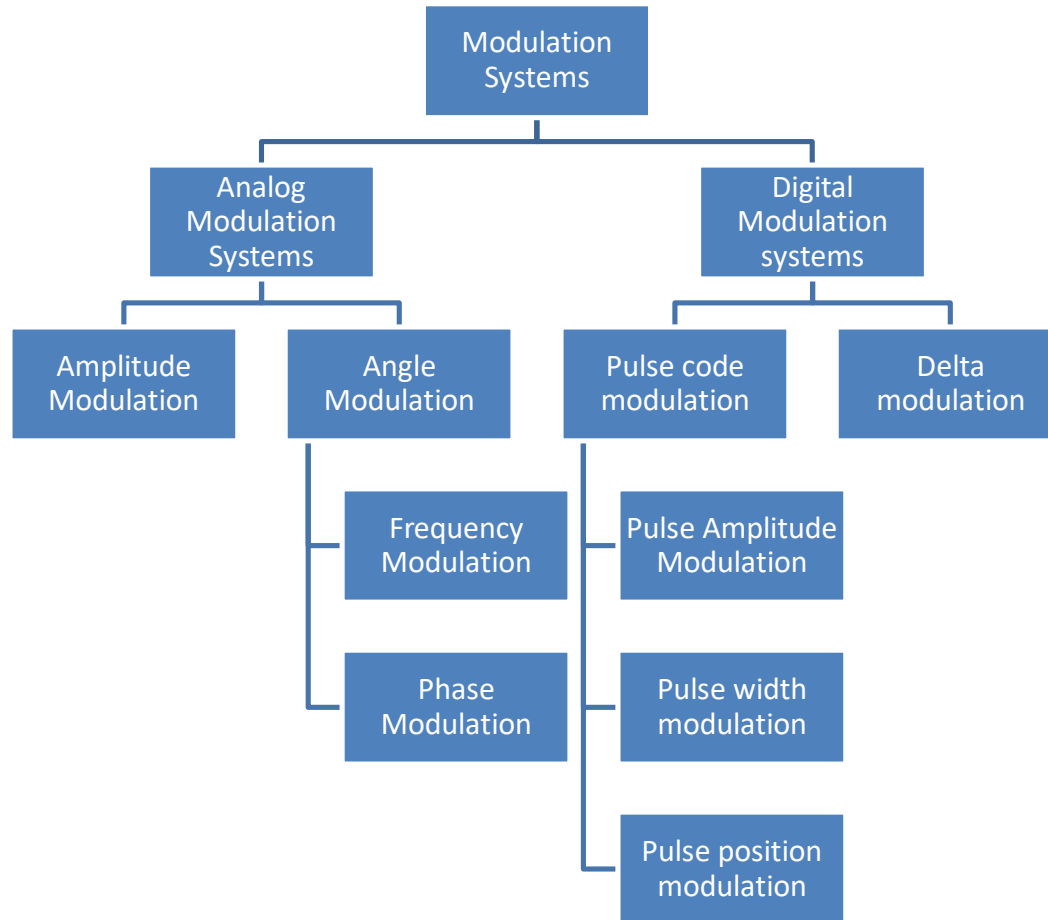 Modulation
Systems
Analog
Modulation
Systems
Digital
Modulation
systems
Amplitude
Modulation
Angle
Modulation
Pulse code
modulation
Delta
modulation
Frequency
Modulation
Pulse Amplitude
Modulation
Phase
Modulation
Pulse width
modulation
Pulse position
modulation